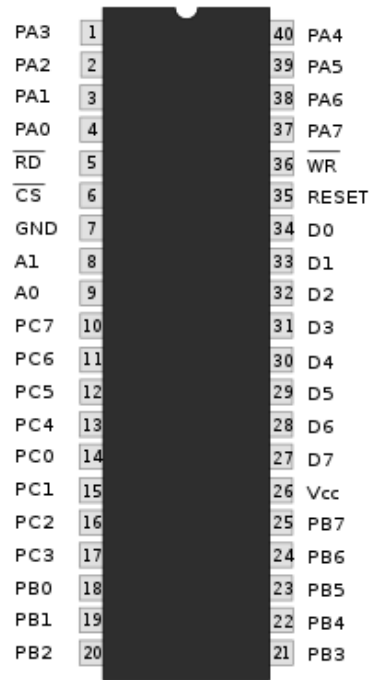 PA3 1 40 PA4
PA2 2 39 PA5
PA1 3 38 PA6
PA0 4 37 PA7
R̅D̅ 5 36 W̅R̅
C̅S̅ 6 35 RESET
GND 7 34 D0
A1 8 33 D1
A0 9 32 D2
PC7 10 31 D3
PC6 11 30 D4
PC5 12 29 D5
PC4 13 28 D6
PC0 14 27 D7
PC1 15 26 Vcc
PC2 16 25 PB7
PC3 17 24 PB6
PB0 18 23 PB5
PB1 19 22 PB4
PB2 20 21 PB3